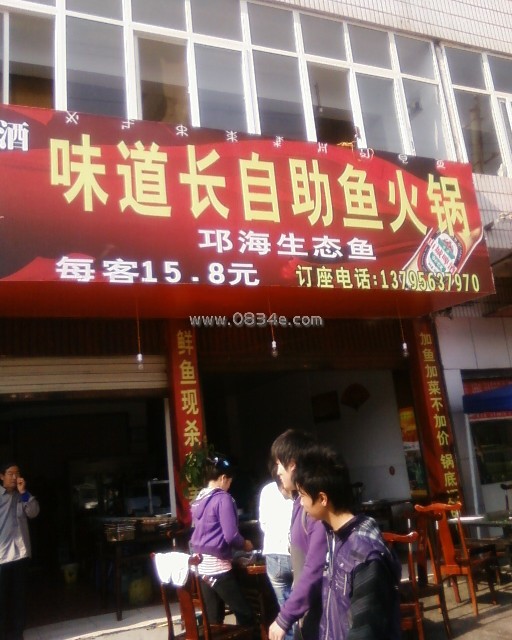 酒
味道长自助鱼火锅
邛海生态鱼
每客15.8元
订座电话:13795637970
www.0834e.com
鲜鱼现杀
加鱼加菜不加价 锅底